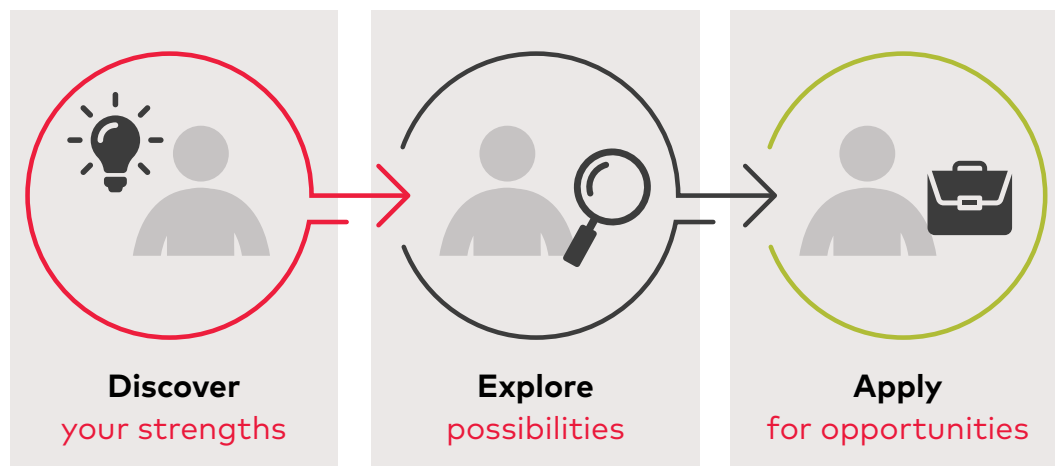 Discover
your strengths
Explore
possibilities
Apply
for opportunities